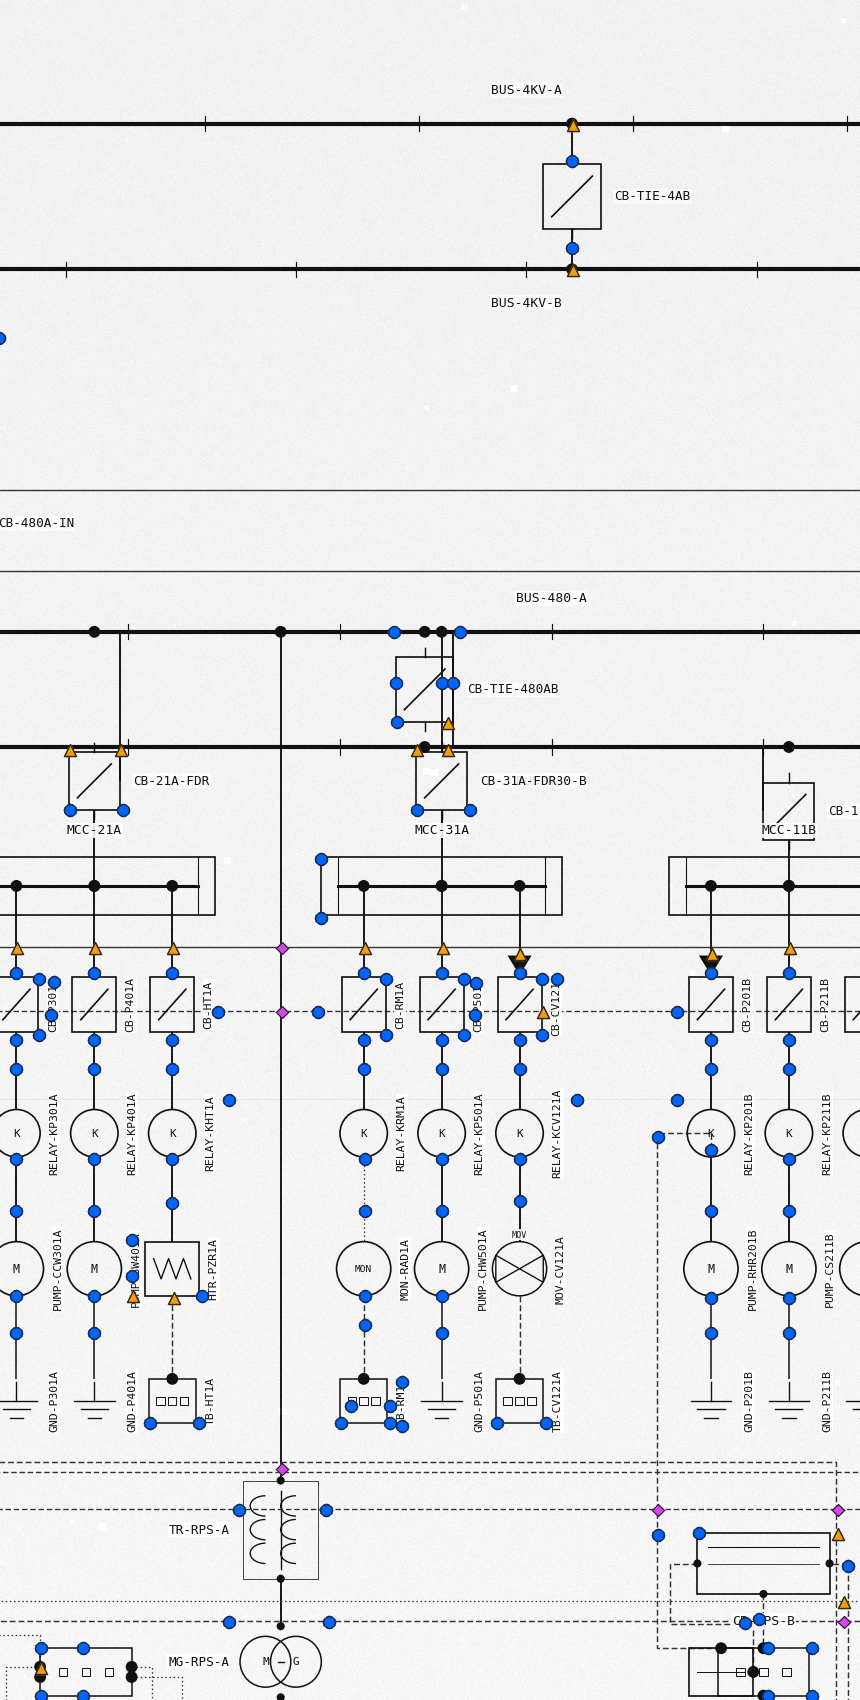 BUS-4KV-A
CB-TIE-4AB
BUS-4KV-B
CB-480A-IN
BUS-480-A
CB-TIE-480AB
CB-21A-FDR
CB-31A-FDR
80-B
MCC-21A
MCC-31A
MCC-11B
CB-P401A
CB-HT1A
CB-RM1A
CB-CV121
CB-P201B
CB-P211B
RELAY-KP301A
RELAY-KP401A
RELAY-KHT1A
RELAY-KRM1A
RELAY-KP501A
RELAY-KCV121A
RELAY-KP201B
RELAY-KP211B
K
K
K
K
K
K
K
K
MOV
PUMP-CCW301A
HTR-PZR1A
MON-RAD1A
PUMP-CHW501A
MOV-CV121A
PUMP-RHR201B
PUMP-CS211B
M
M
MON
M
M
M
GND-P301A
GND-P401A
TB-HT1A
GND-P501A
TB-CV121A
GND-P201B
GND-P211B
TR-RPS-A
MG-RPS-A
M
G